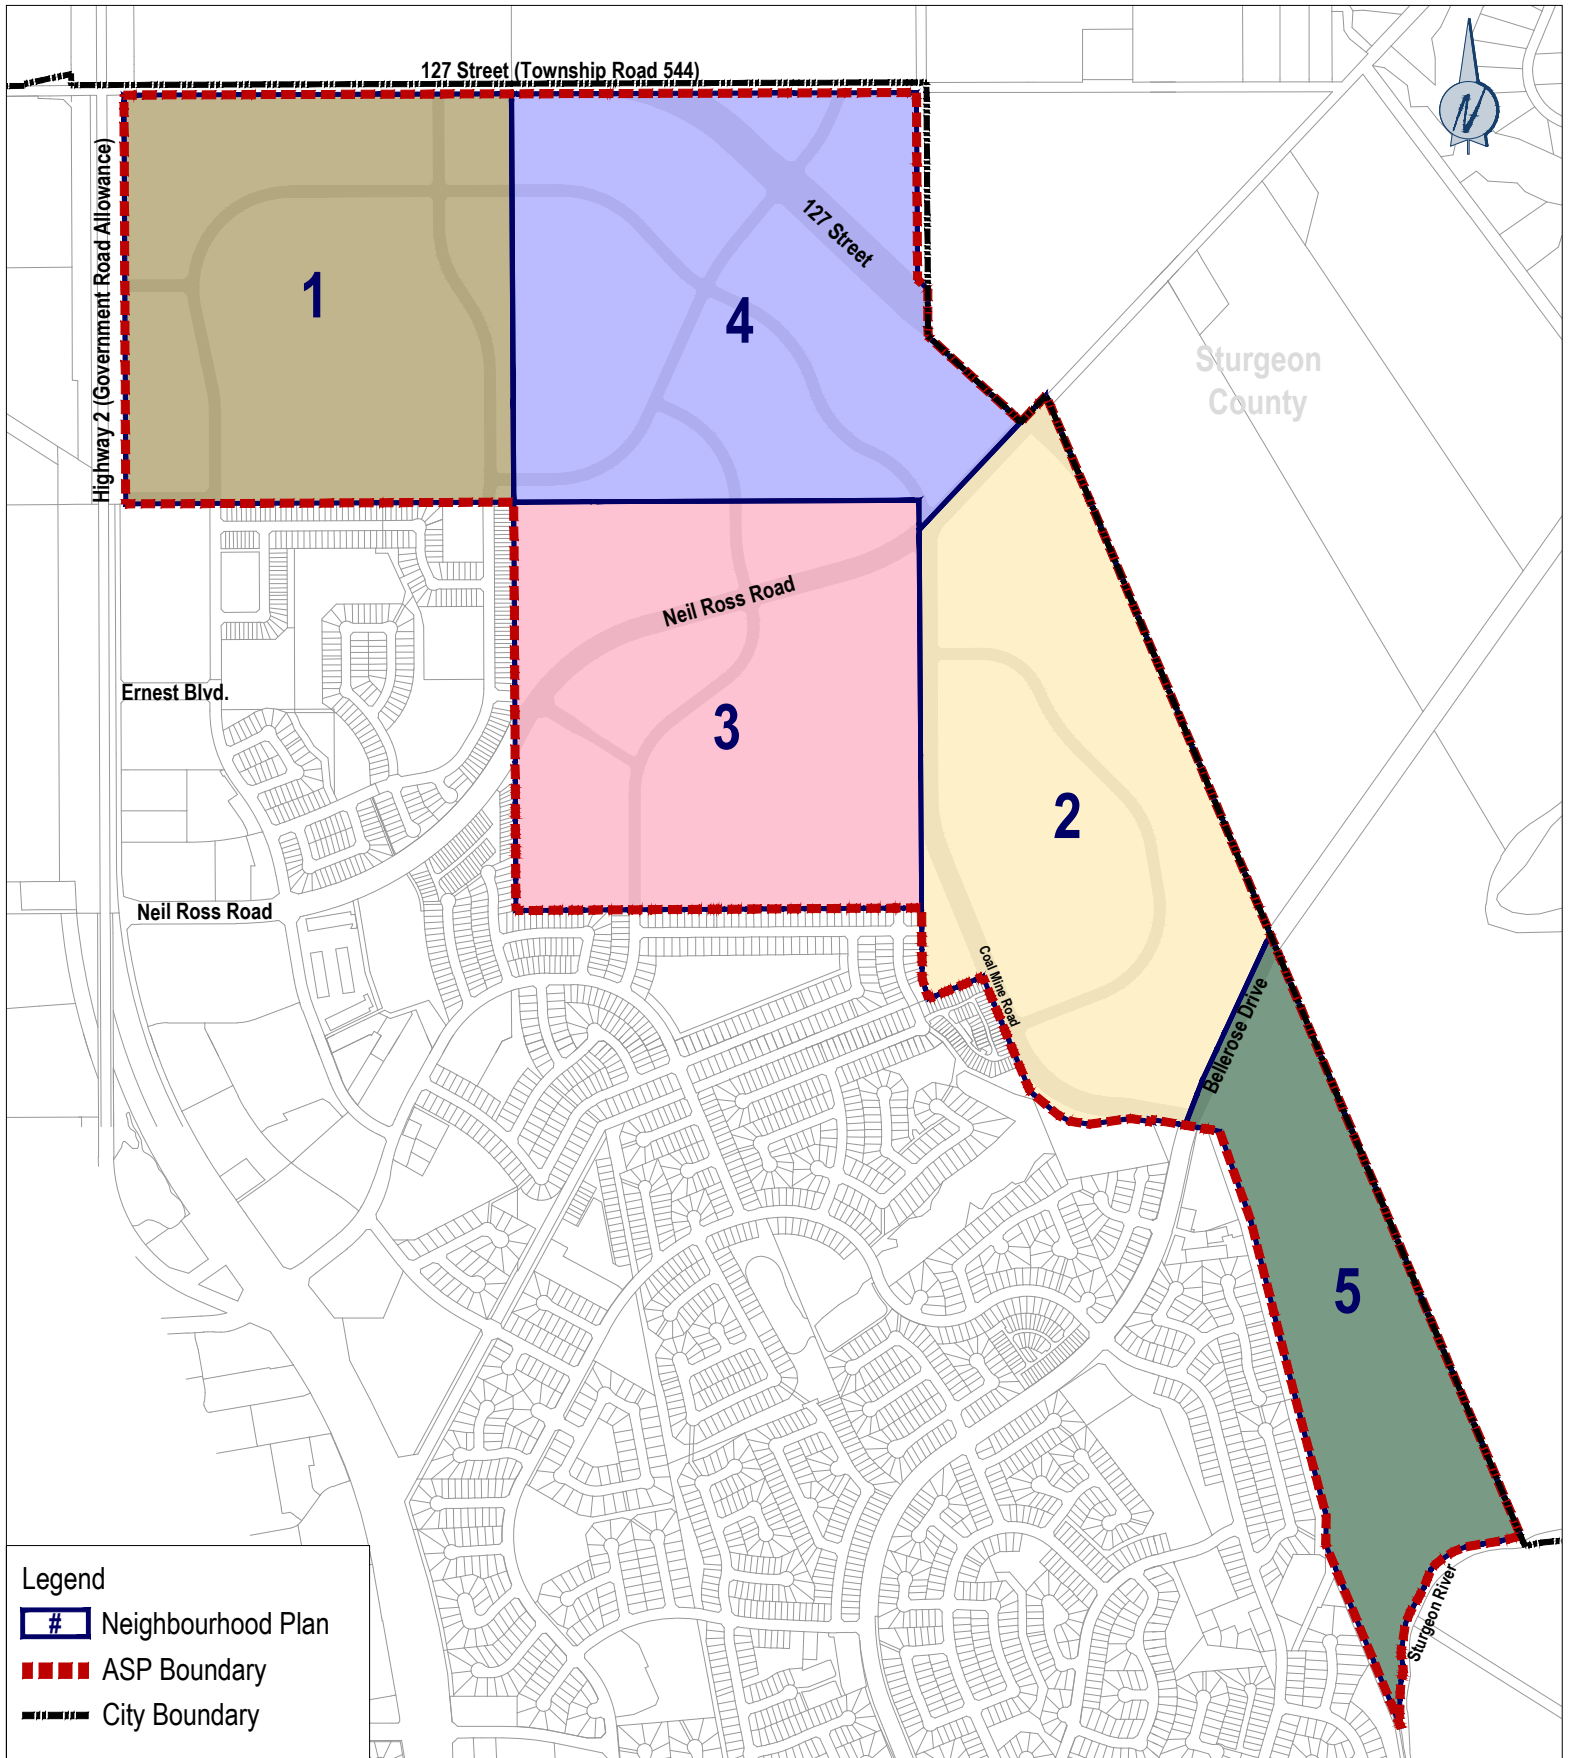 127 Street (Township Road 544)
N
Highway 2 (Government Road Allowance)
127 Street
1
4
Sturgeon
County
Neil Ross Road
Ernest Blvd.
3
2
Neil Ross Road
Coal Mine Road
Bellerose Drive
5
Sturgeon River
Legend
# Neighbourhood Plan
ASP Boundary
City Boundary